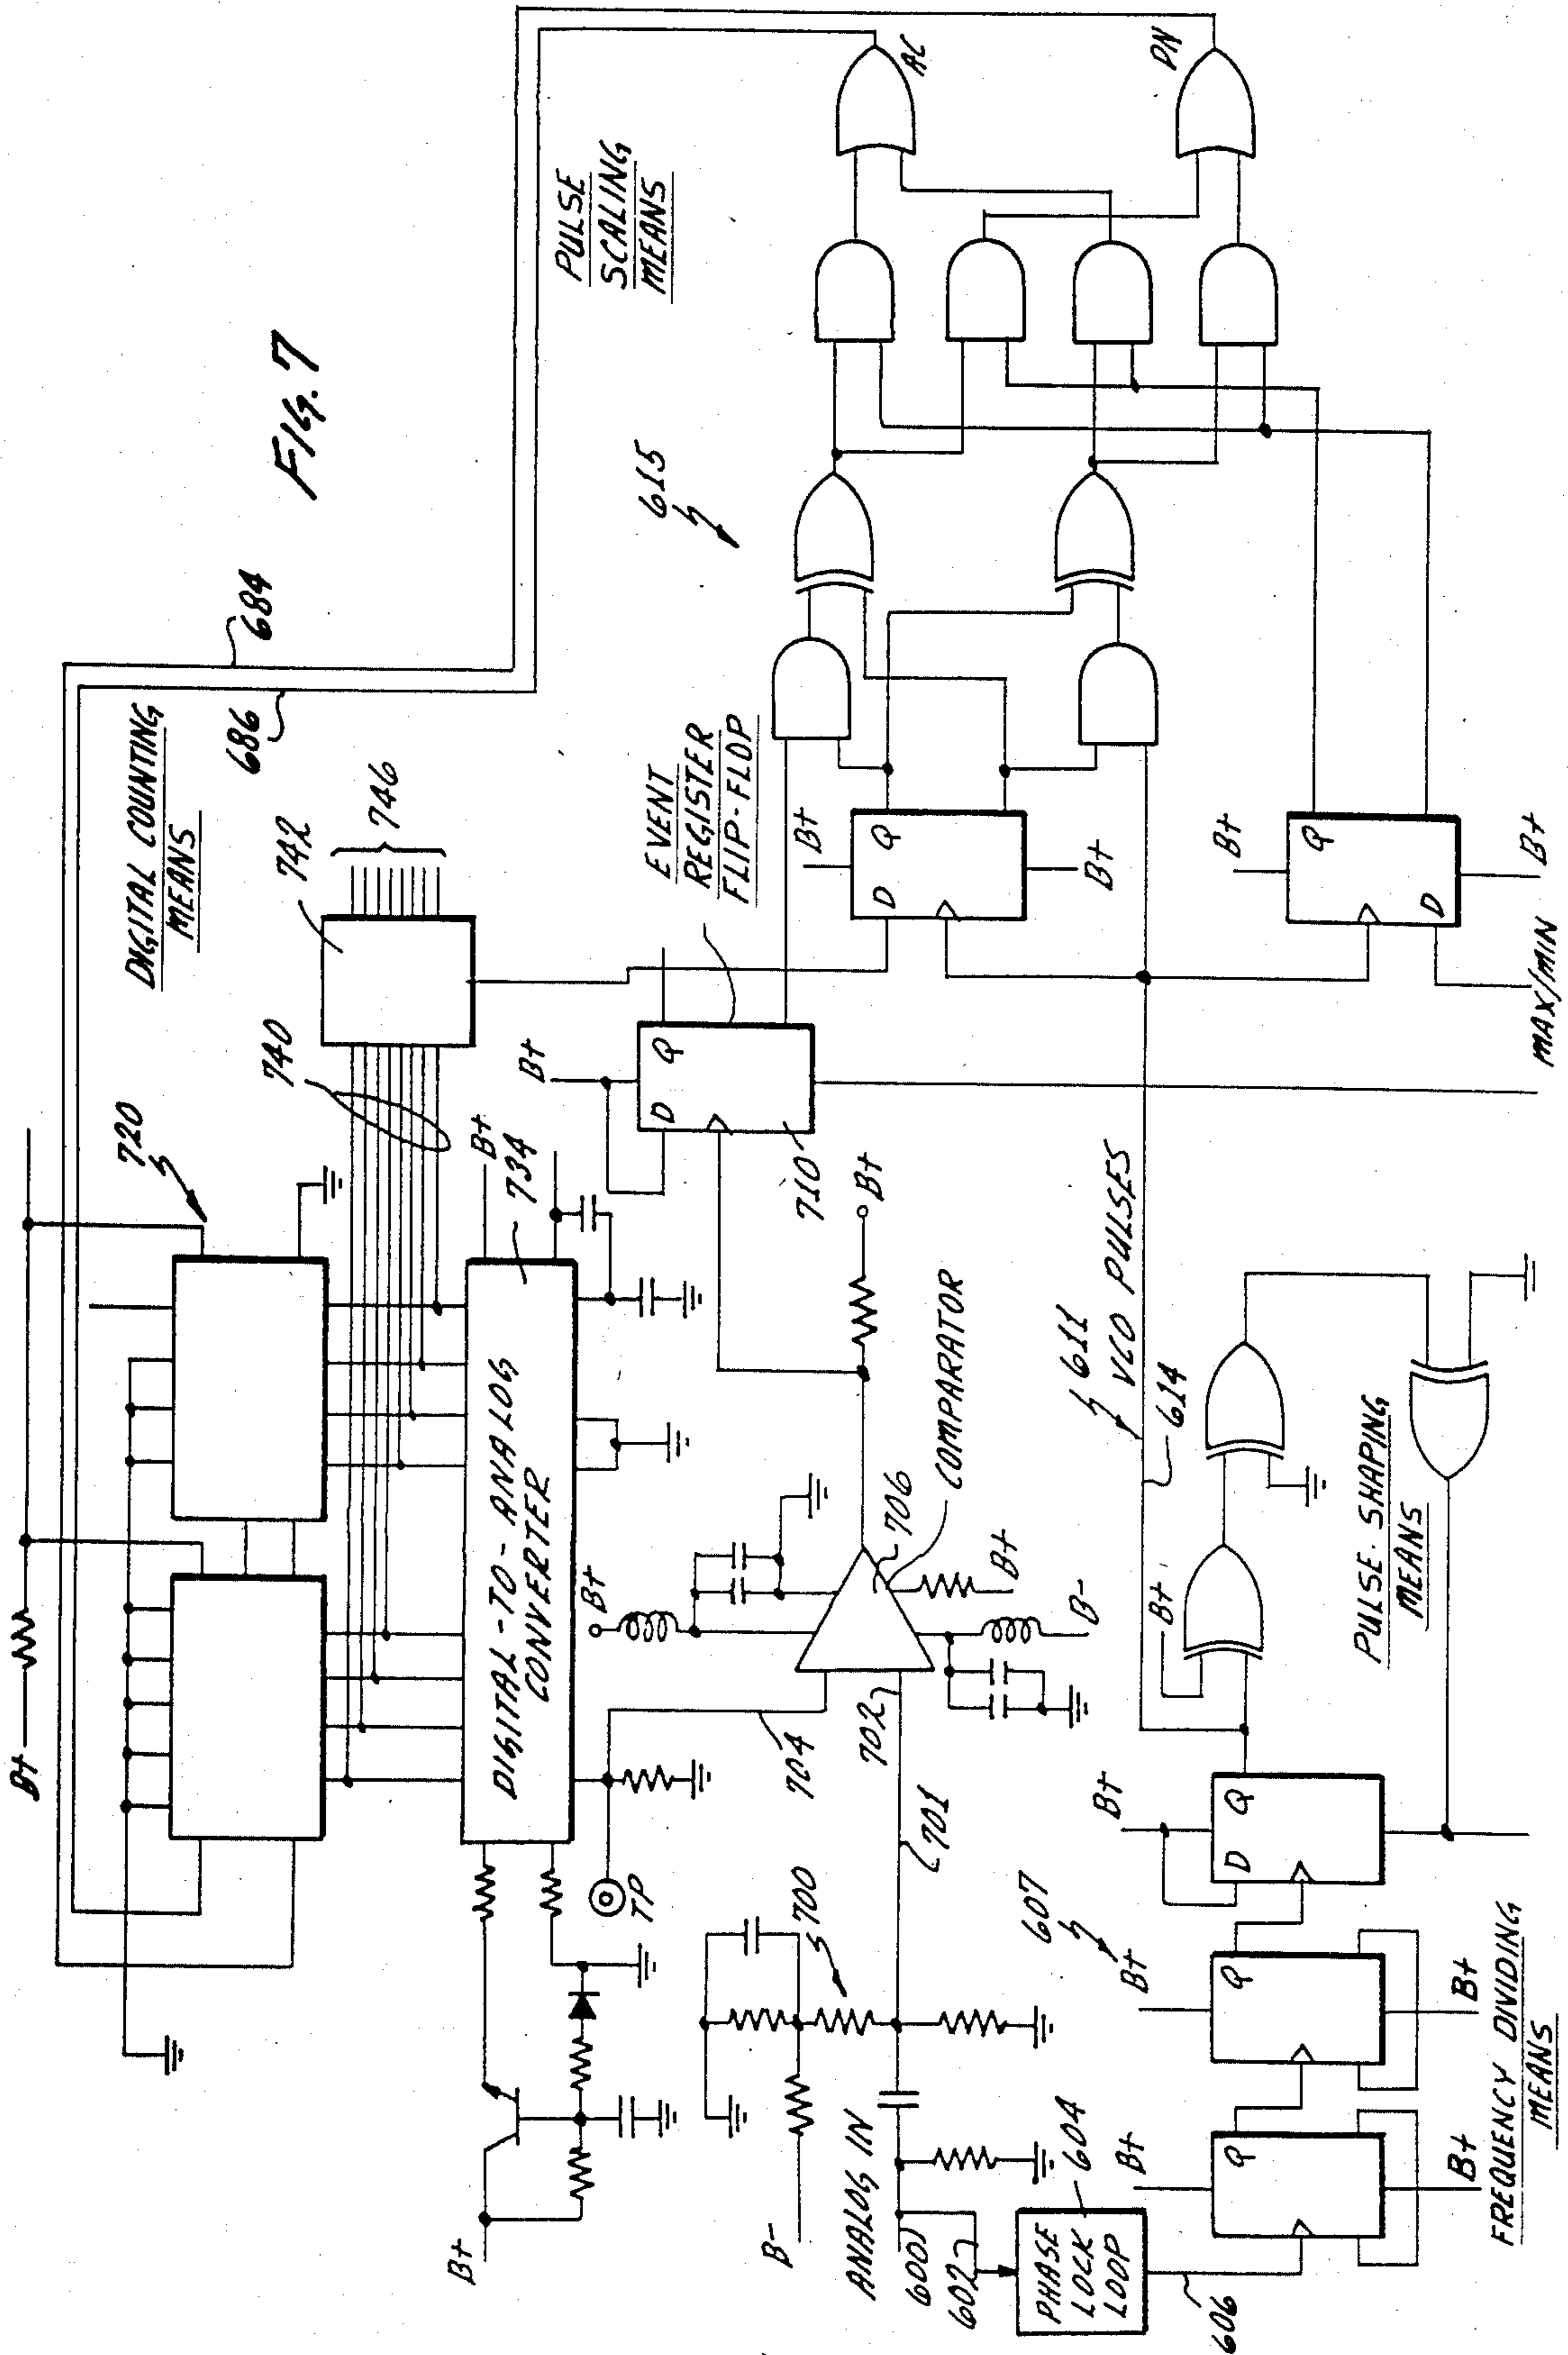 FIG. 7
B+
720
DIGITAL COUNTING
MEANS
684
686
740
742
746
B+
734
DIGITAL-TO-ANALOG
CONVERTER
B+
TP
704
B+
706
COMPARATOR
B+
B-
702
701
B+
B+
710
D
Q
EVENT
REGISTER
FLIP-FLOP
B-
700
ANALOG IN
600
602
PHASE
LOCK
LOOP
604
606
B+
Q
B+
607
B+
Q
B+
FREQUENCY DIVIDING
MEANS
B+
D
Q
B+
PULSE SHAPING
MEANS
611
VCO PULSES
614
B+
D
Q
B+
B+
Q
D
B+
MAX/MIN
615
PULSE
SCALING
MEANS
AC
DN